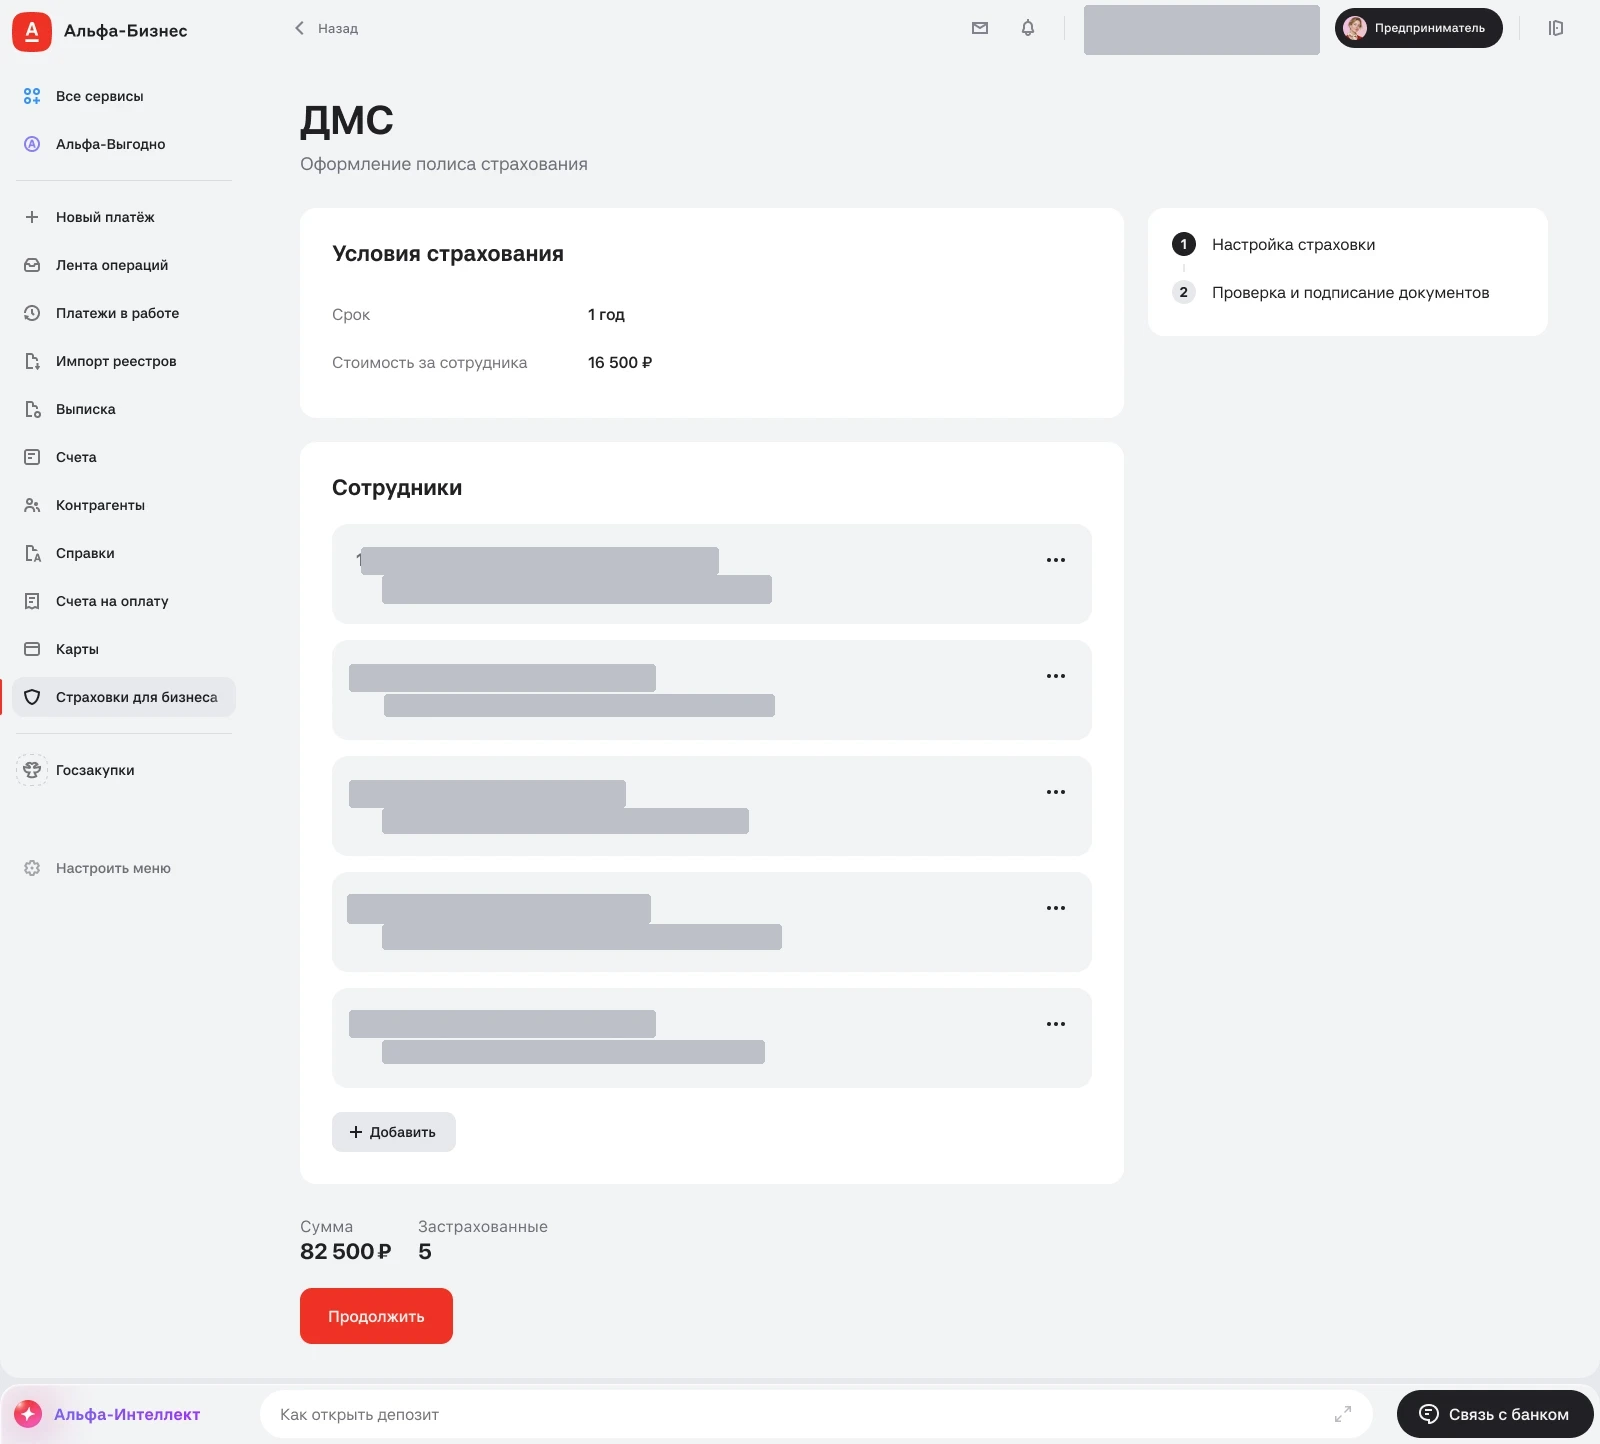 Альфа-Бизнес
Назад
Предприниматель
Все сервисы
Альфа-Выгодно
Новый платёж
Лента операций
Платежи в работе
Импорт реестров
Выписка
Счета
Контрагенты
Справки
Счета на оплату
Карты
Страховки для бизнеса
Госзакупки
Настроить меню
ДМС
Оформление полиса страхования
Условия страхования
Срок 1 год
Стоимость за сотрудника 16 500 ₽
1 Настройка страховки
2 Проверка и подписание документов
Сотрудники
Добавить
Сумма Застрахованные
82 500 ₽ 5
Продолжить
Альфа-Интеллект
Как открыть депозит
Связь с банком